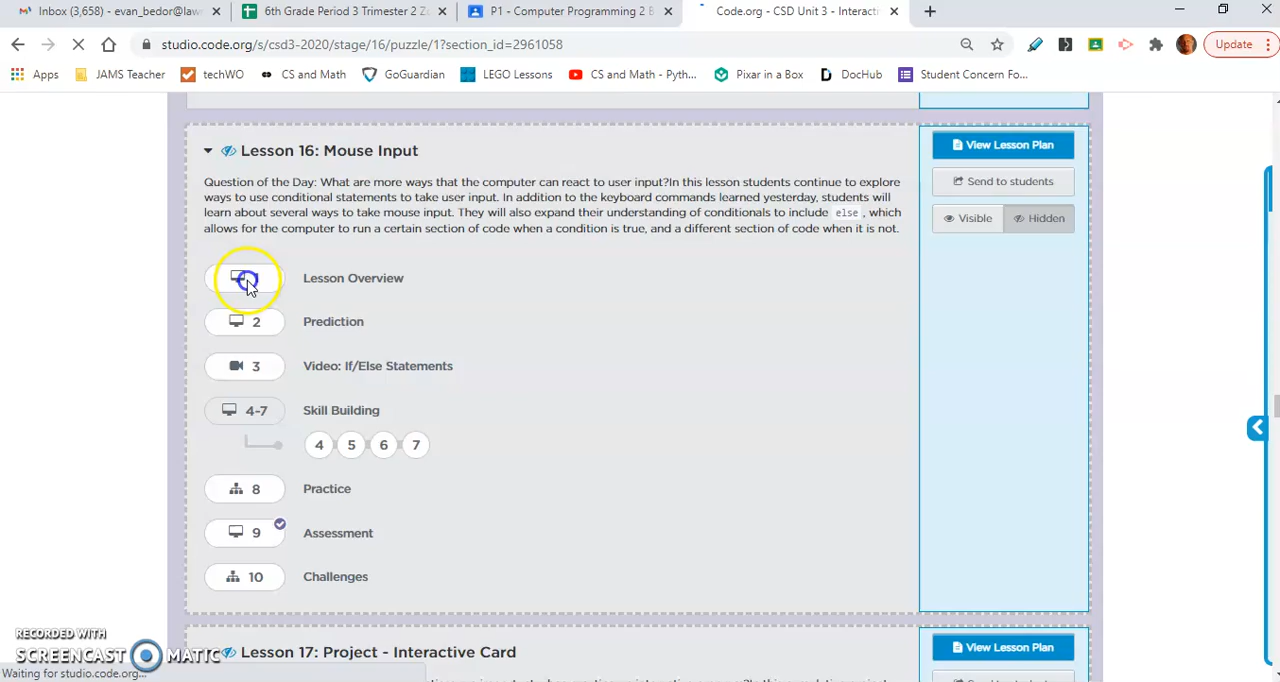 Inbox (3,658) - evan_bedor@law
6th Grade Period 3 Trimester 2 Z
P1 - Computer Programming 2 B
Code.org - CSD Unit 3 - Interacti
studio.code.org/s/csd3-2020/stage/16/puzzle/1?section_id=2961058
Update
Apps
JAMS Teacher
techWO
CS and Math
GoGuardian
LEGO Lessons
CS and Math - Pyth...
Pixar in a Box
DocHub
Student Concern Fo...
Lesson 16: Mouse Input
View Lesson Plan
Question of the Day: What are more ways that the computer can react to user input?In this lesson students continue to explore
ways to use conditional statements to take user input. In addition to the keyboard commands learned yesterday, students will
learn about several ways to take mouse input. They will also expand their understanding of conditionals to include else, which
allows for the computer to run a certain section of code when a condition is true, and a different section of code when it is not.
Send to students
Visible
Hidden
Lesson Overview
2 Prediction
3 Video: If/Else Statements
4-7 Skill Building
4 5 6 7
8 Practice
9 Assessment
10 Challenges
RECORDED WITH
SCREENCAST MATIC
Lesson 17: Project - Interactive Card
View Lesson Plan
Waiting for studio.code.org...